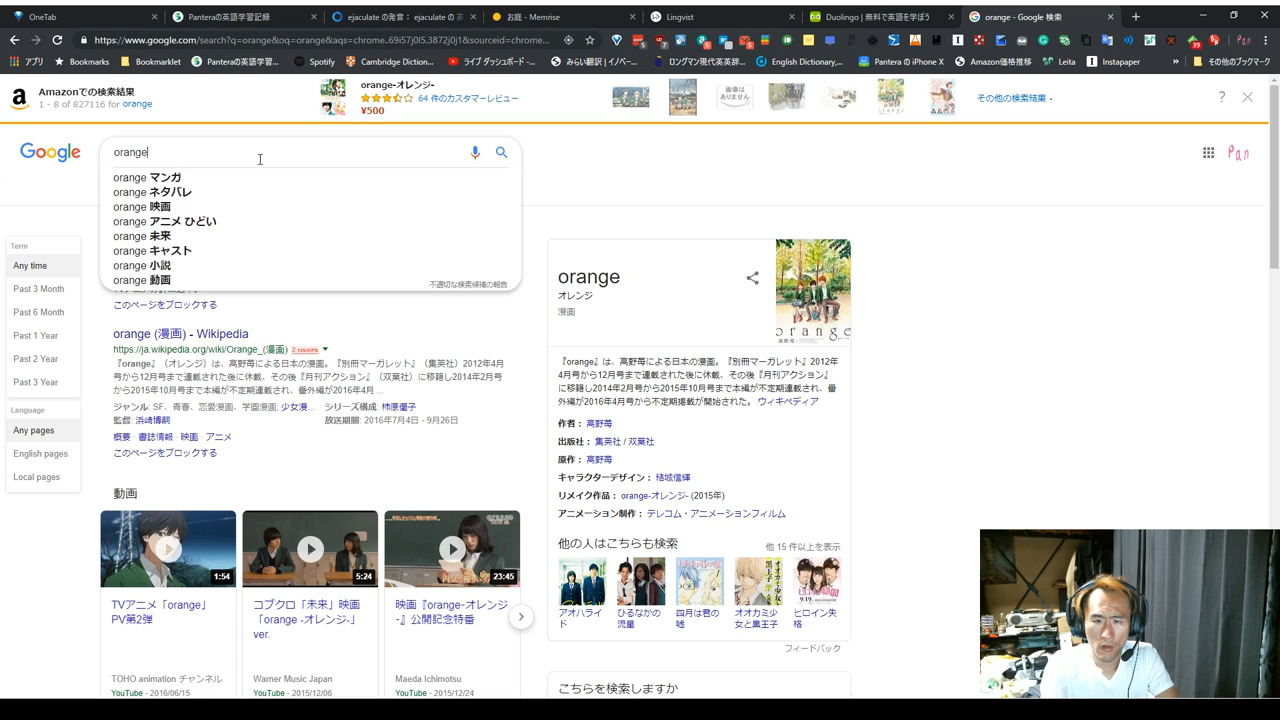 OneTab
Panteraの英語学習記録
ejaculate の発音： ejaculate の 英
お庭 - Memrise
Lingvist
Duolingo | 無料で英語を学ぼう
orange - Google 検索
https://www.google.com/search?q=orange&oq=orange&aqs=chrome..69i57j0l5.3872j0j1&sourceid=chrome...
アプリ
Bookmarks
Bookmarklet
Panteraの英語学習...
Spotify
Cambridge Diction...
ライブ ダッシュボード - ...
みらい翻訳 | イノベー...
ロングマン現代英英辞...
English Dictionary,...
Pantera の iPhone X
Amazon価格推移
Leita
Instapaper
その他のブックマーク
Amazonでの検索結果
1 - 8 of 827116 for orange
orange-オレンジ-
64 件のカスタマーレビュー
¥500
画像は
ありません
その他の検索結果
Google
orange
Pan
orange マンガ
orange ネタバレ
orange 映画
orange アニメ ひどい
orange 未来
orange キャスト
orange 小説
orange 動画
不適切な検索候補の報告
Term
Any time
Past 3 Month
Past 6 Month
Past 1 Year
Past 2 Year
Past 3 Year
Language
Any pages
English pages
Local pages
このページをブロックする
orange (漫画) - Wikipedia
https://ja.wikipedia.org/wiki/Orange_(漫画) 2 users
『orange』（オレンジ）は、高野苺による日本の漫画。『別冊マーガレット』（集英社）2012年4
月号から12月号まで連載された後に休載、その後『月刊アクション』（双葉社）に移籍し2014年2月号
から2015年10月号まで本編が不定期連載され、番外編が2016年4月 ...
ジャンル: SF、青春、恋愛漫画、学園漫画; 少女漫... シリーズ構成: 柿原優子
監督: 浜崎博嗣 放送期間: 2016年7月4日 - 9月26日
概要 · 書誌情報 · 映画 · アニメ
このページをブロックする
動画
1:54
5:24
23:45
TVアニメ「orange」
PV第2弾
コブクロ「未来」映画
「orange -オレンジ-」
ver.
映画『orange-オレンジ
-』公開記念特番
TOHO animation チャンネル
YouTube - 2016/06/15
Warner Music Japan
YouTube - 2015/12/06
Maeda Ichimotsu
YouTube - 2015/12/24
orange
オレンジ
漫画
orange
『orange』は、高野苺による日本の漫画。『別冊マーガレット』2012年
4月号から12月号まで連載された後に休載、その後『月刊アクション』
に移籍し2014年2月号から2015年10月号まで本編が不定期連載され、番
外編が2016年4月号から不定期掲載が開始された。 ウィキペディア
作者： 高野苺
出版社： 集英社 / 双葉社
原作： 高野苺
キャラクターデザイン： 結城信輝
リメイク作品： orange-オレンジ- (2015年)
アニメーション制作： テレコム・アニメーションフィルム
他の人はこちらも検索
他 15 件以上を表示
アオハライ
ド
ひるなかの
流星
四月は君の
嘘
オオカミ少
女と黒王子
ヒロイン失
格
フィードバック
こちらを検索しますか